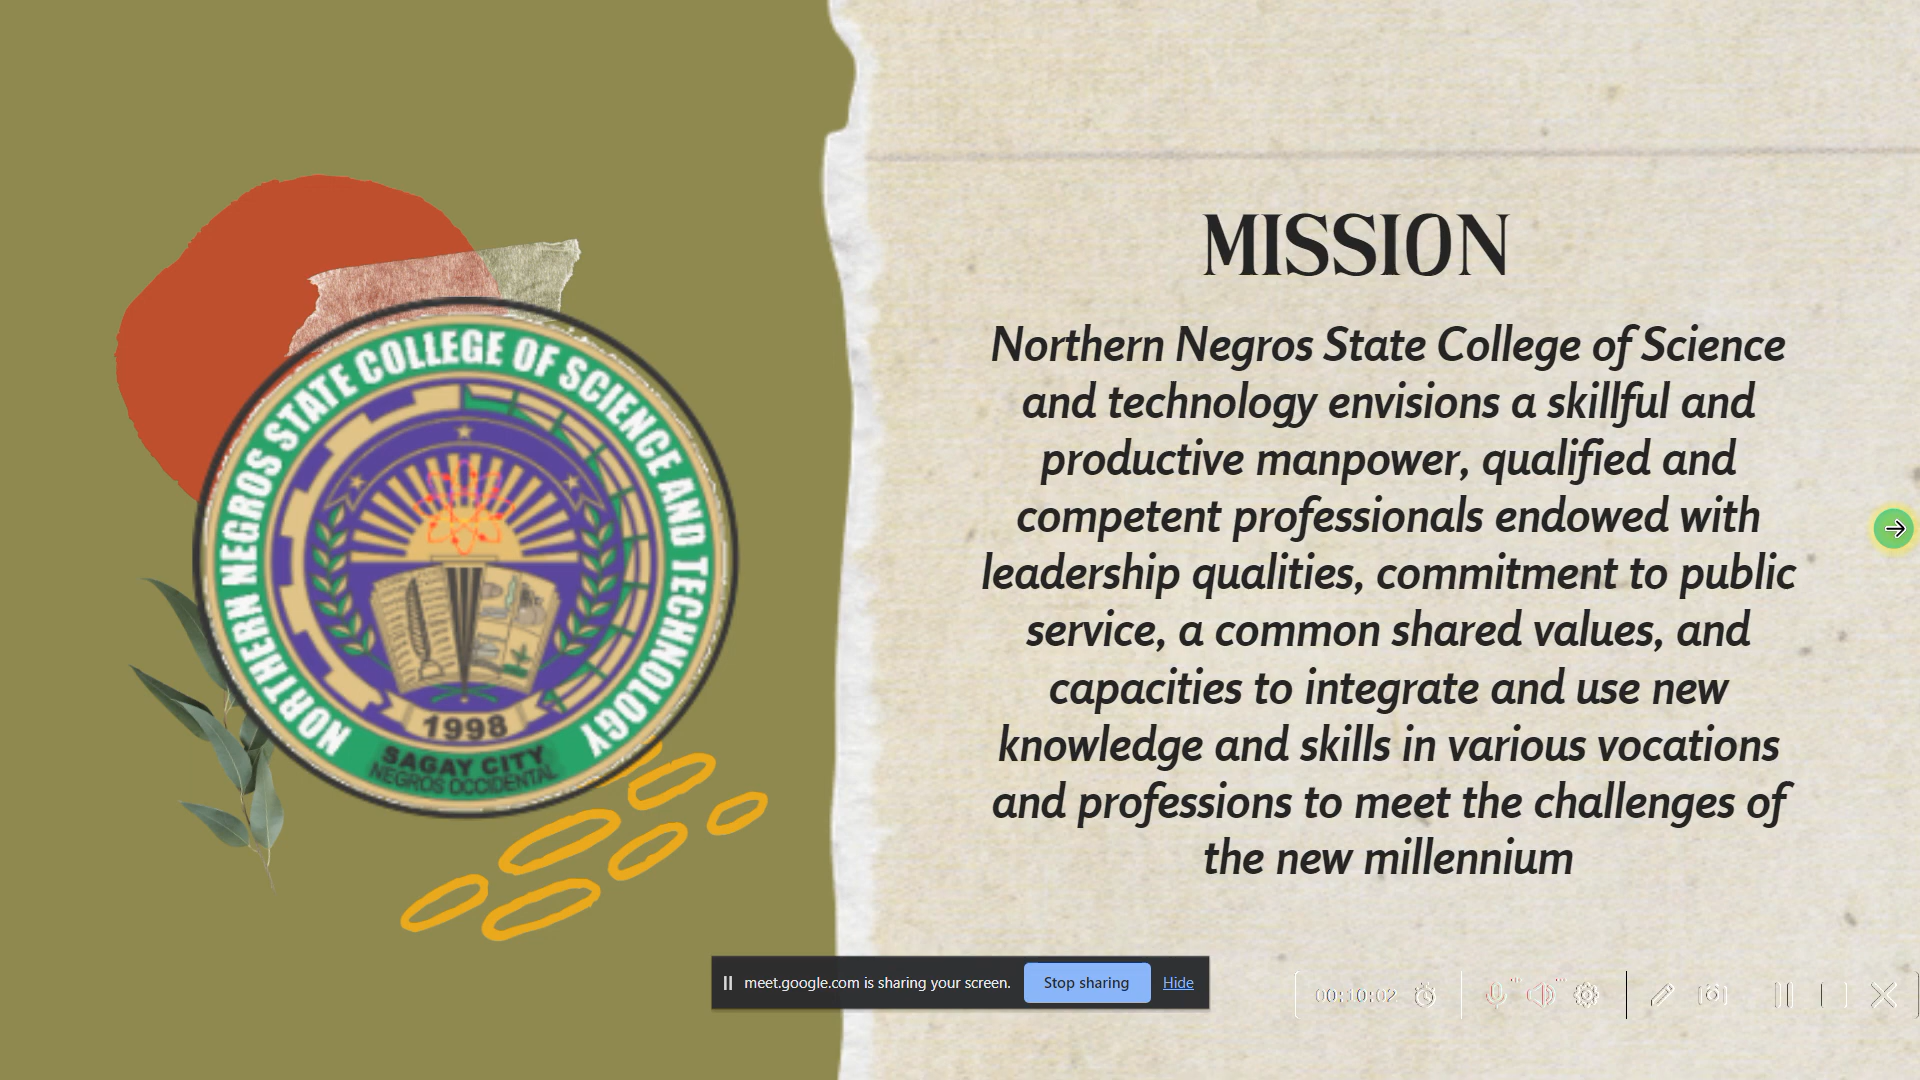 MISSION
Northern Negros State College of Science
and technology envisions a skillful and
productive manpower, qualified and
competent professionals endowed with
leadership qualities, commitment to public
service, a common shared values, and
capacities to integrate and use new
knowledge and skills in various vocations
and professions to meet the challenges of
the new millennium
NORTHERN NEGROS STATE COLLEGE OF SCIENCE AND TECHNOLOGY
1998
SAGAY CITY
NEGROS OCCIDENTAL
meet.google.com is sharing your screen.
Stop sharing
Hide
00:10:02